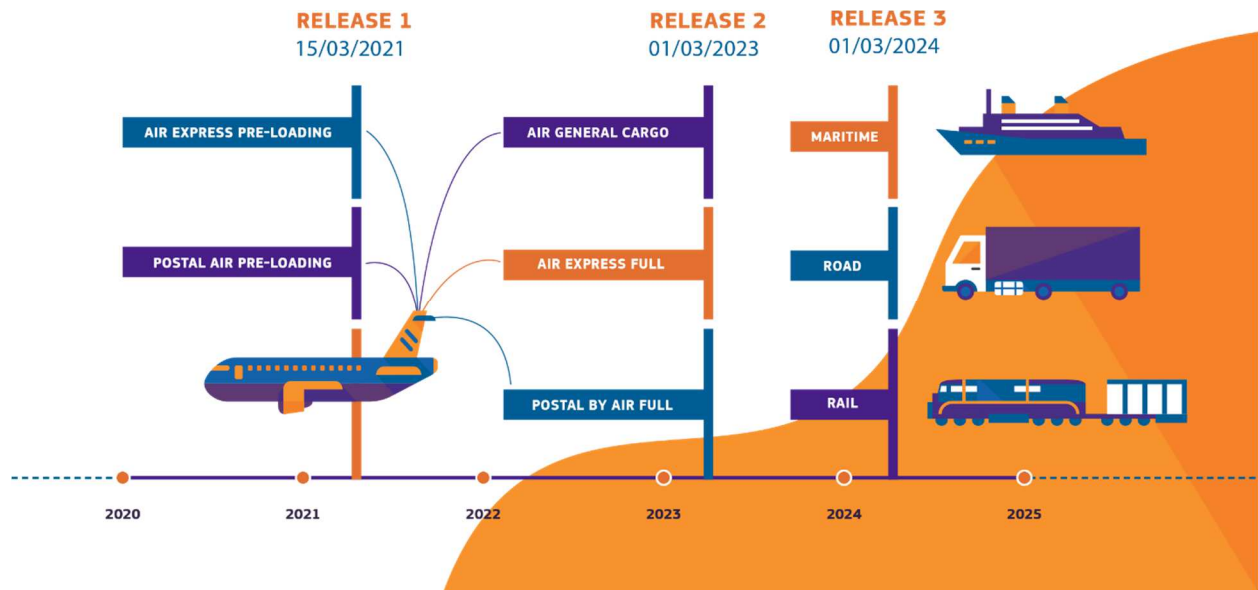 RELEASE 1
15/03/2021
RELEASE 2
01/03/2023
RELEASE 3
01/03/2024
AIR EXPRESS PRE-LOADING
AIR GENERAL CARGO
MARITIME
POSTAL AIR PRE-LOADING
AIR EXPRESS FULL
ROAD
POSTAL BY AIR FULL
RAIL
2020
2021
2022
2023
2024
2025